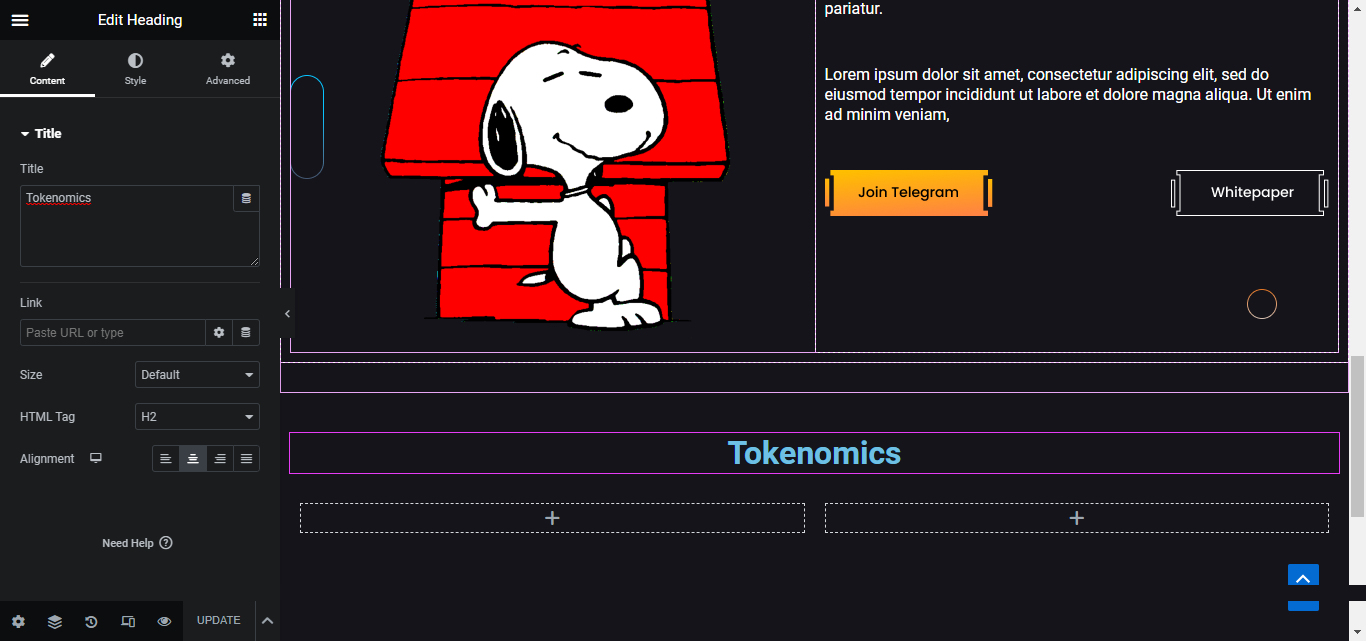 Edit Heading
Content
Style
Advanced
Title
Title
Tokenomics
Link
Paste URL or type
Size
Default
HTML Tag
H2
Alignment
Need Help
UPDATE
pariatur.
Lorem ipsum dolor sit amet, consectetur adipiscing elit, sed do
eiusmod tempor incididunt ut labore et dolore magna aliqua. Ut enim
ad minim veniam,
Join Telegram
Whitepaper
Tokenomics